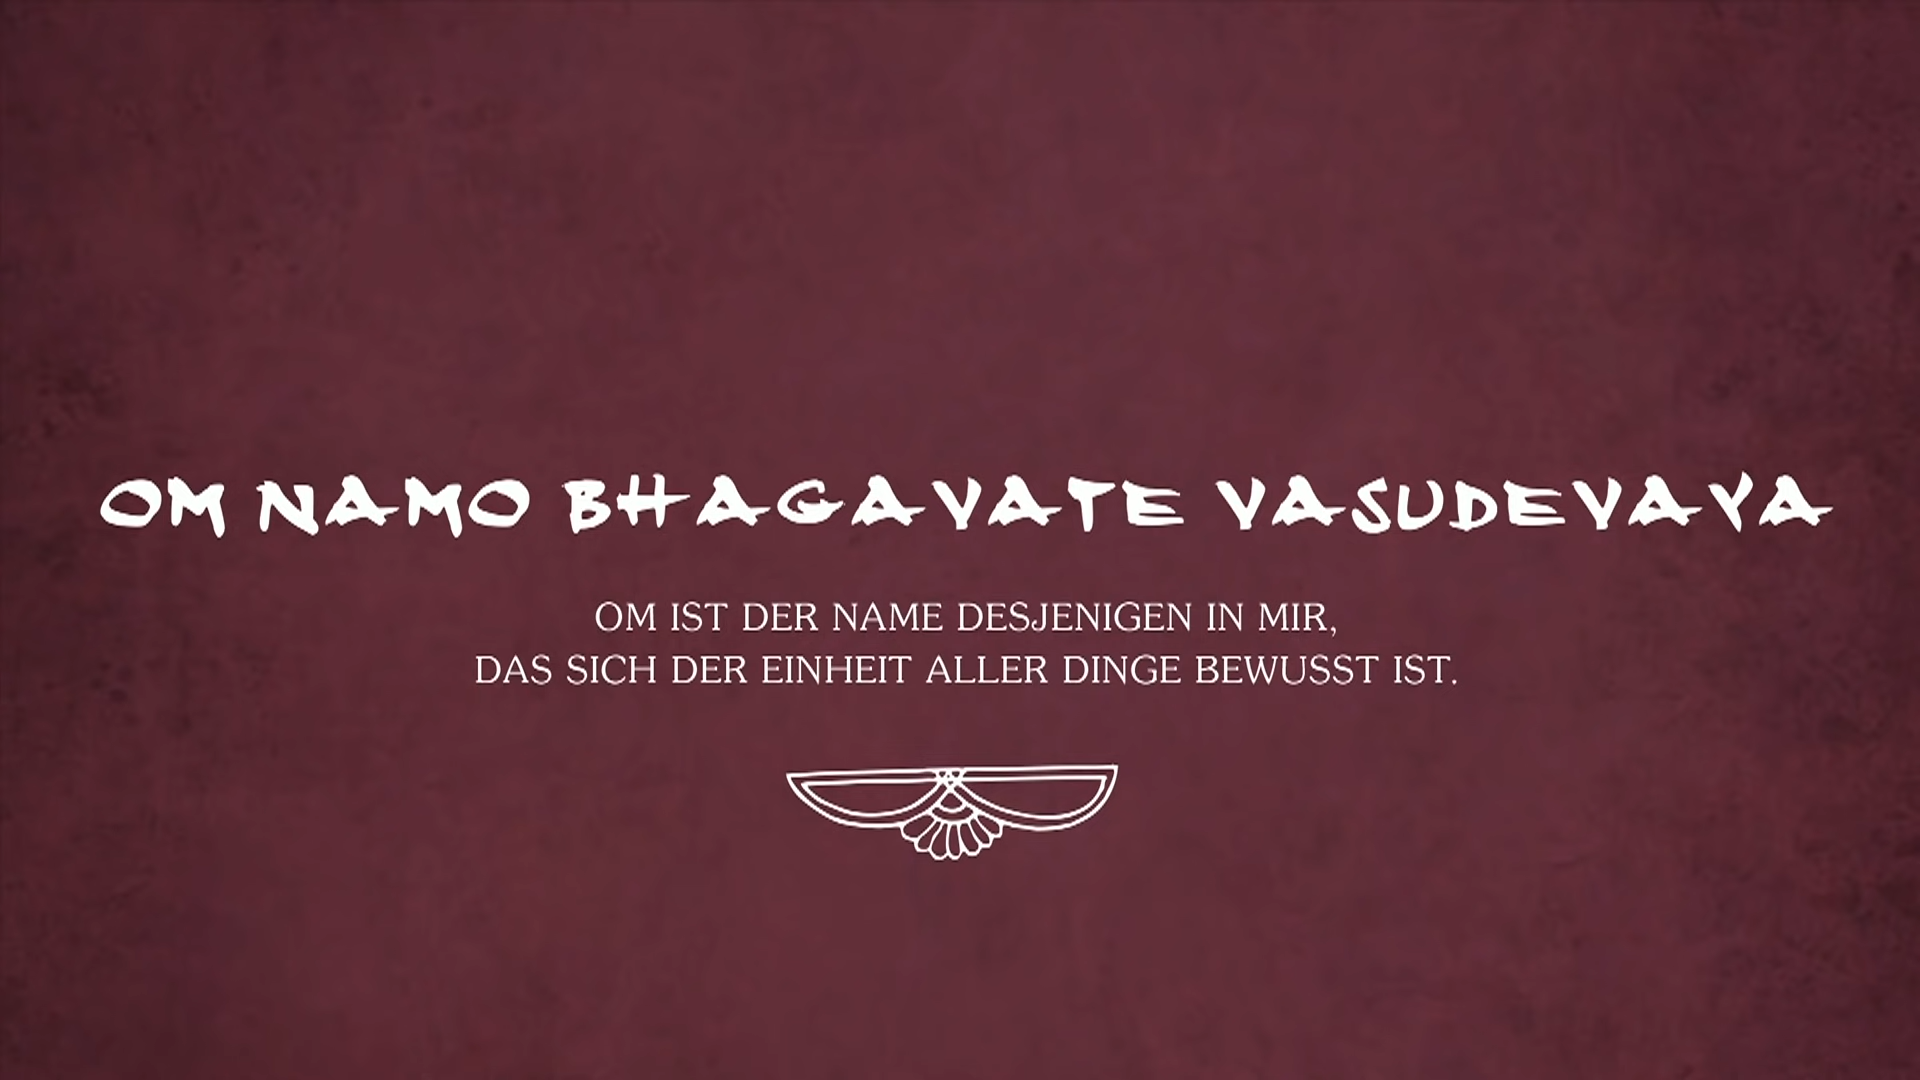 OM NAMO BHAGAVATE VASUDEVAYA
OM IST DER NAME DESJENIGEN IN MIR,
DAS SICH DER EINHEIT ALLER DINGE BEWUSST IST.